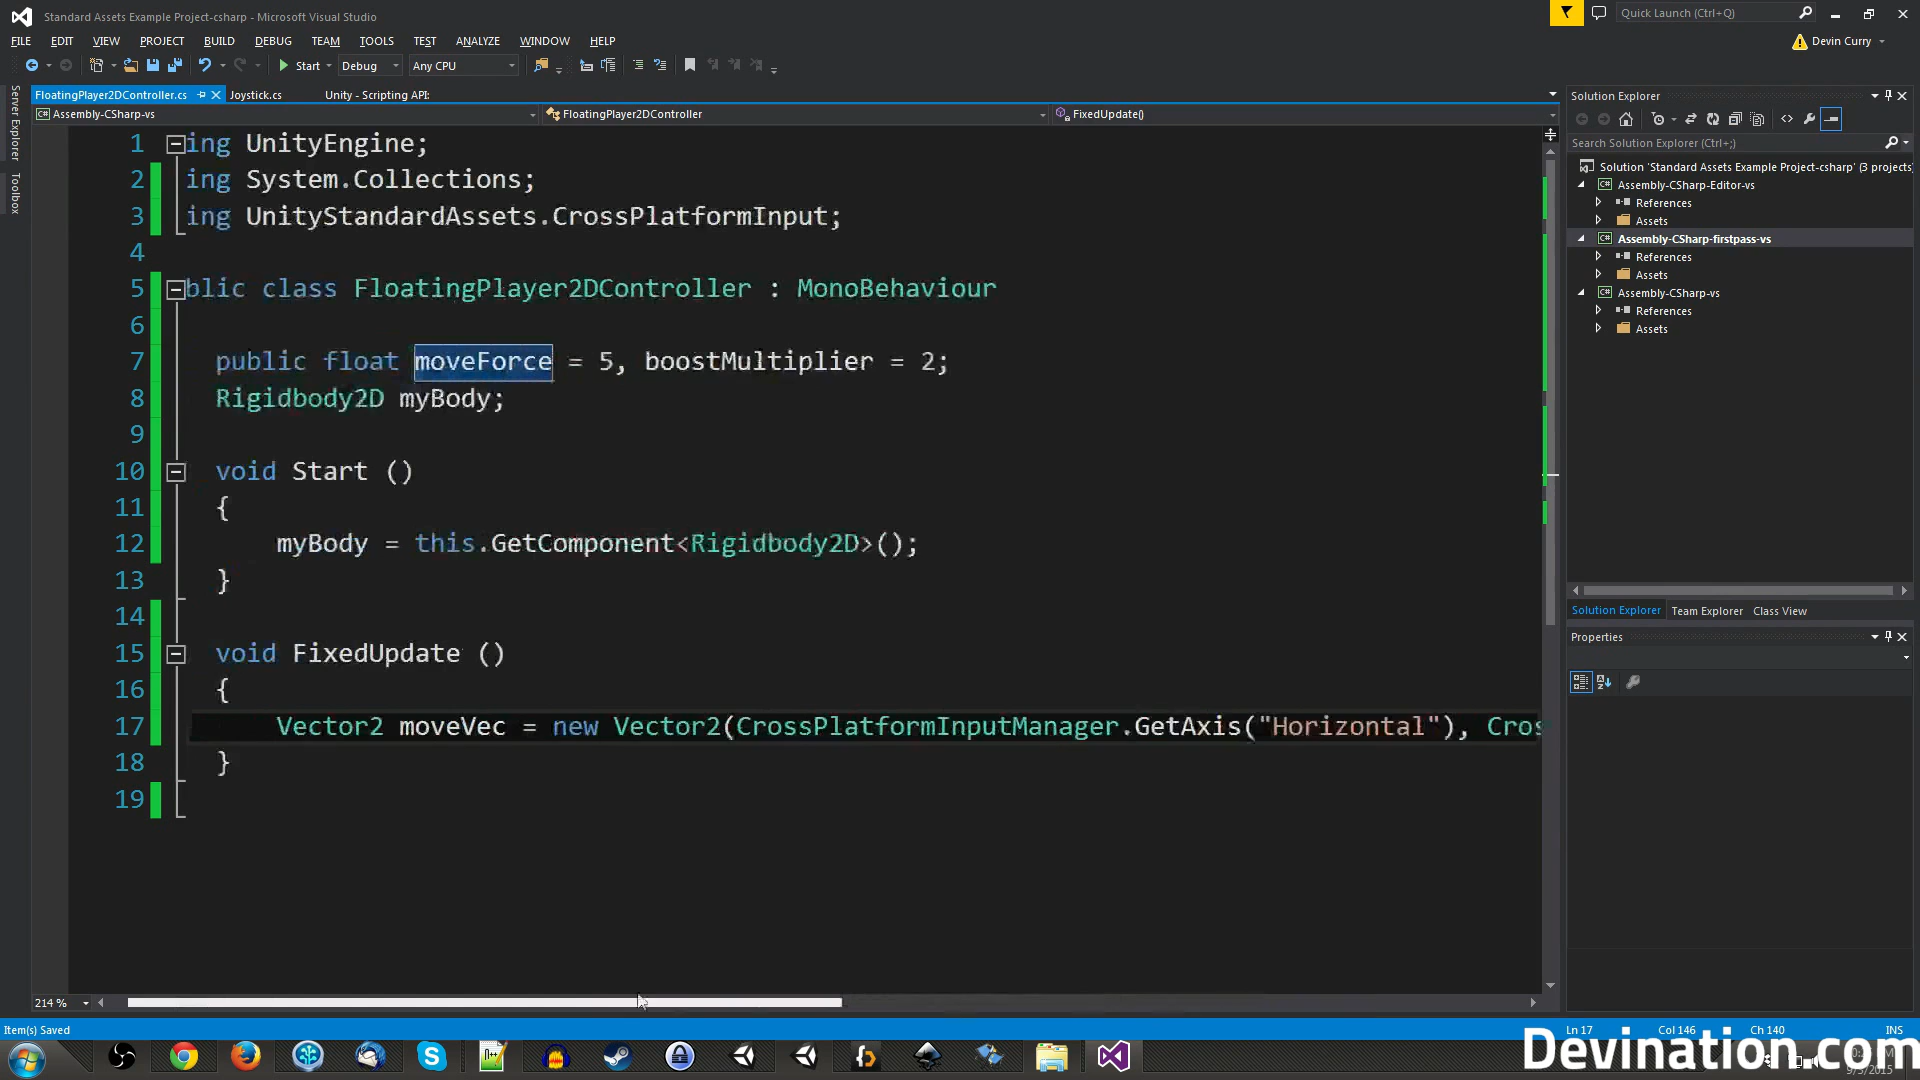 Standard Assets Example Project-csharp - Microsoft Visual Studio
Quick Launch (Ctrl+Q)
FILE EDIT VIEW PROJECT BUILD DEBUG TEAM TOOLS TEST ANALYZE WINDOW HELP
Devin Curry
Start Debug Any CPU
Server Explorer
Toolbox
FloatingPlayer2DController.cs Joystick.cs Unity - Scripting API:
Assembly-CSharp-vs FloatingPlayer2DController FixedUpdate()
1 ing UnityEngine;
2 ing System.Collections;
3 ing UnityStandardAssets.CrossPlatformInput;
4
5 blic class FloatingPlayer2DController : MonoBehaviour
6
7 public float moveForce = 5, boostMultiplier = 2;
8 Rigidbody2D myBody;
9
10 void Start ()
11 {
12 myBody = this.GetComponent<Rigidbody2D>();
13 }
14
15 void FixedUpdate ()
16 {
17 Vector2 moveVec = new Vector2(CrossPlatformInputManager.GetAxis("Horizontal"), Cros
18 }
19
214 %
Solution Explorer
Search Solution Explorer (Ctrl+;)
Solution 'Standard Assets Example Project-csharp' (3 projects)
Assembly-CSharp-Editor-vs
References
Assets
Assembly-CSharp-firstpass-vs
References
Assets
Assembly-CSharp-vs
References
Assets
Solution Explorer Team Explorer Class View
Properties
Item(s) Saved
Ln 17 Col 146 Ch 140 INS
Devination.com
9/3/2015